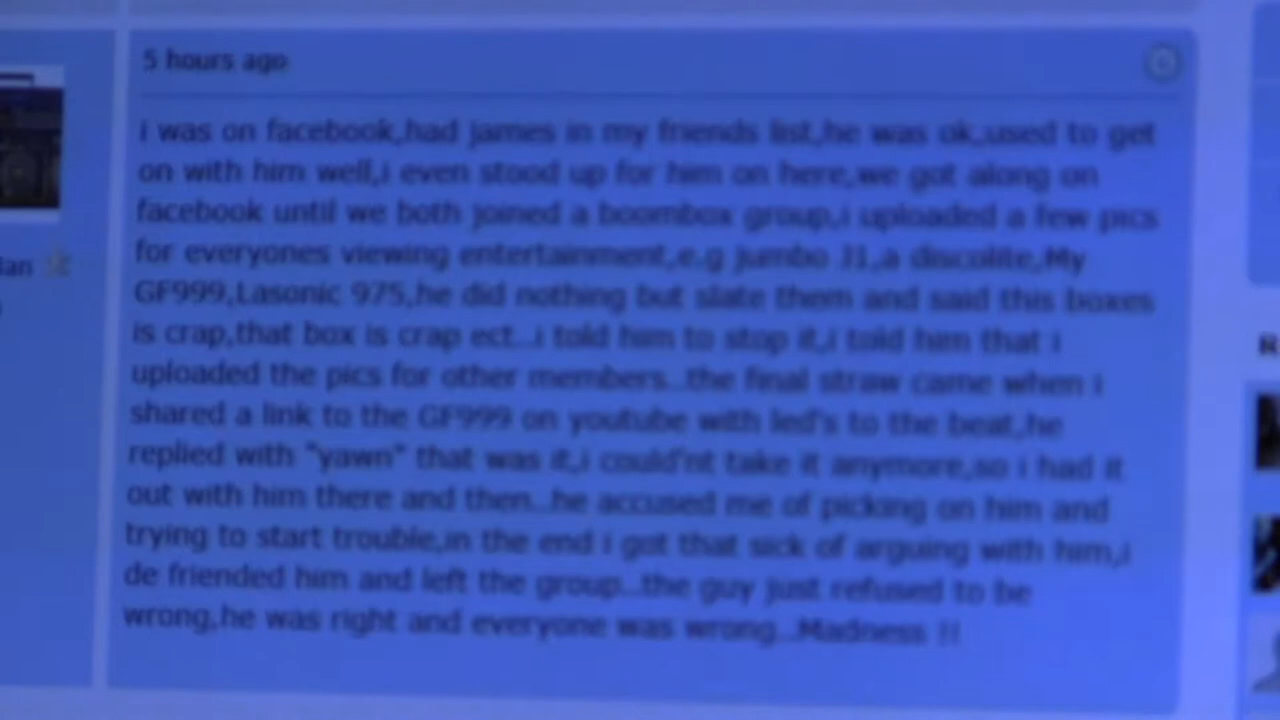 5 hours ago
i was on facebook,had james in my friends list,he was ok,used to get
on with him well,i even stood up for him on here,we got along on
facebook until we both joined a boombox group,i uploaded a few pics
for everyones viewing entertainment,e.g jumbo J1,a discolite,My
GF999,Lasonic 975,he did nothing but slate them and said this boxes
is crap,that box is crap ect...i told him to stop it,i told him that i
uploaded the pics for other members...the final straw came when i
shared a link to the GF999 on youtube with led's to the beat,he
replied with "yawn" that was it,i could'nt take it anymore,so i had it
out with him there and then...he accused me of picking on him and
trying to start trouble,in the end i got that sick of arguing with him,i
de friended him and left the group...the guy just refused to be
wrong,he was right and everyone was wrong...Madness !!